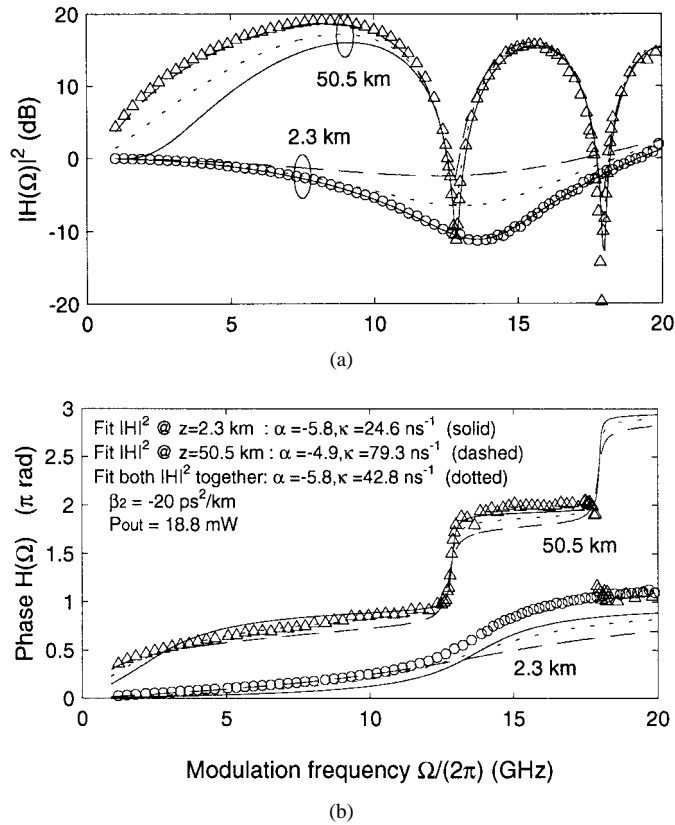 20
10
0
-10
-20
|H(Ω)|² (dB)
50.5 km
2.3 km
0 5 10 15 20
(a)
3
2.5
2
1.5
1
0.5
0
Phase H(Ω) (π rad)
Fit |H|² @ z=2.3 km : α =-5.8,κ =24.6 ns⁻¹ (solid)
Fit |H|² @ z=50.5 km : α =-4.9,κ =79.3 ns⁻¹ (dashed)
Fit both |H|² together: α =-5.8,κ =42.8 ns⁻¹ (dotted)
β2 = -20 ps²/km
Pout = 18.8 mW
50.5 km
2.3 km
0 5 10 15 20
Modulation frequency Ω/(2π) (GHz)
(b)